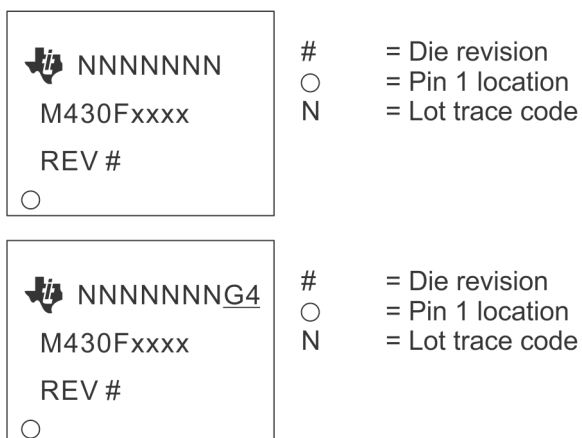 NNNNNNN
M430Fxxxx
REV #
# = Die revision
○ = Pin 1 location
N = Lot trace code
NNNNNNNG4
M430Fxxxx
REV #
# = Die revision
○ = Pin 1 location
N = Lot trace code